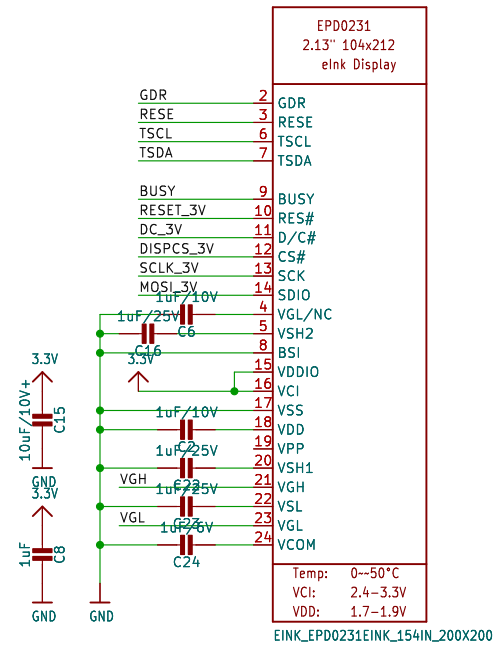 EPD0231
2.13" 104x212
eInk Display
GDR 2 GDR
RESE 3 RESE
TSCL 6 TSCL
TSDA 7 TSDA
BUSY 9 BUSY
RESET_3V 10 RES#
DC_3V 11 D/C#
DISPCS_3V 12 CS#
SCLK_3V 13 SCK
MOSI_3V 14 SDIO
1uF/10V
4 VGL/NC
1uF/25V C6
5 VSH2
C16
8 BSI
3.3V 3.3V
15 VDDIO
16 VCI
17 VSS
10uF/10V+ C15
1uF/10V
18 VDD
C2
19 VPP
1uF/25V
20 VSH1
GND
C22
VGH 21 VGH
3.3V
1uF/25V
22 VSL
C23
VGL 23 VGL
1uF/6V
24 VCOM
1uF C8
C24
Temp: 0~~50°C
VCI: 2.4-3.3V
VDD: 1.7-1.9V
GND GND
EINK_EPD0231EINK_154IN_200X200